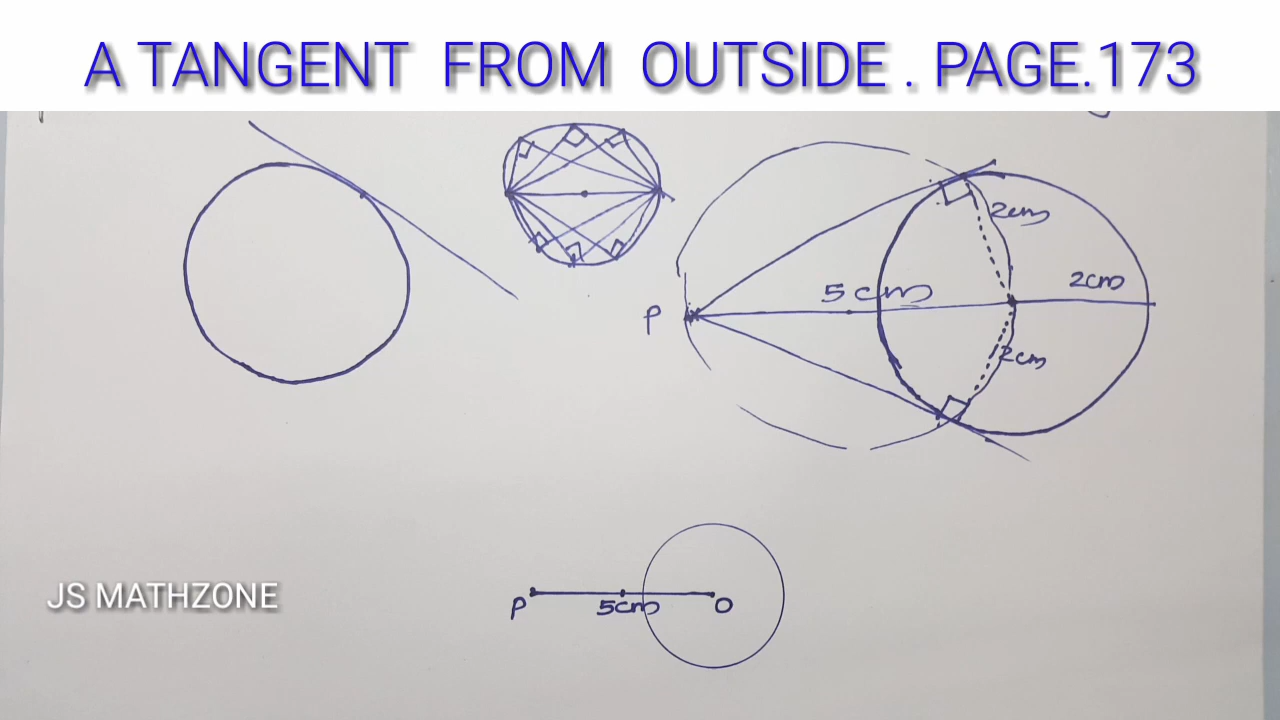 A TANGENT FROM OUTSIDE . PAGE.173
2cm
2cm
5cm
P
2cm
JS MATHZONE
P
5cm
O